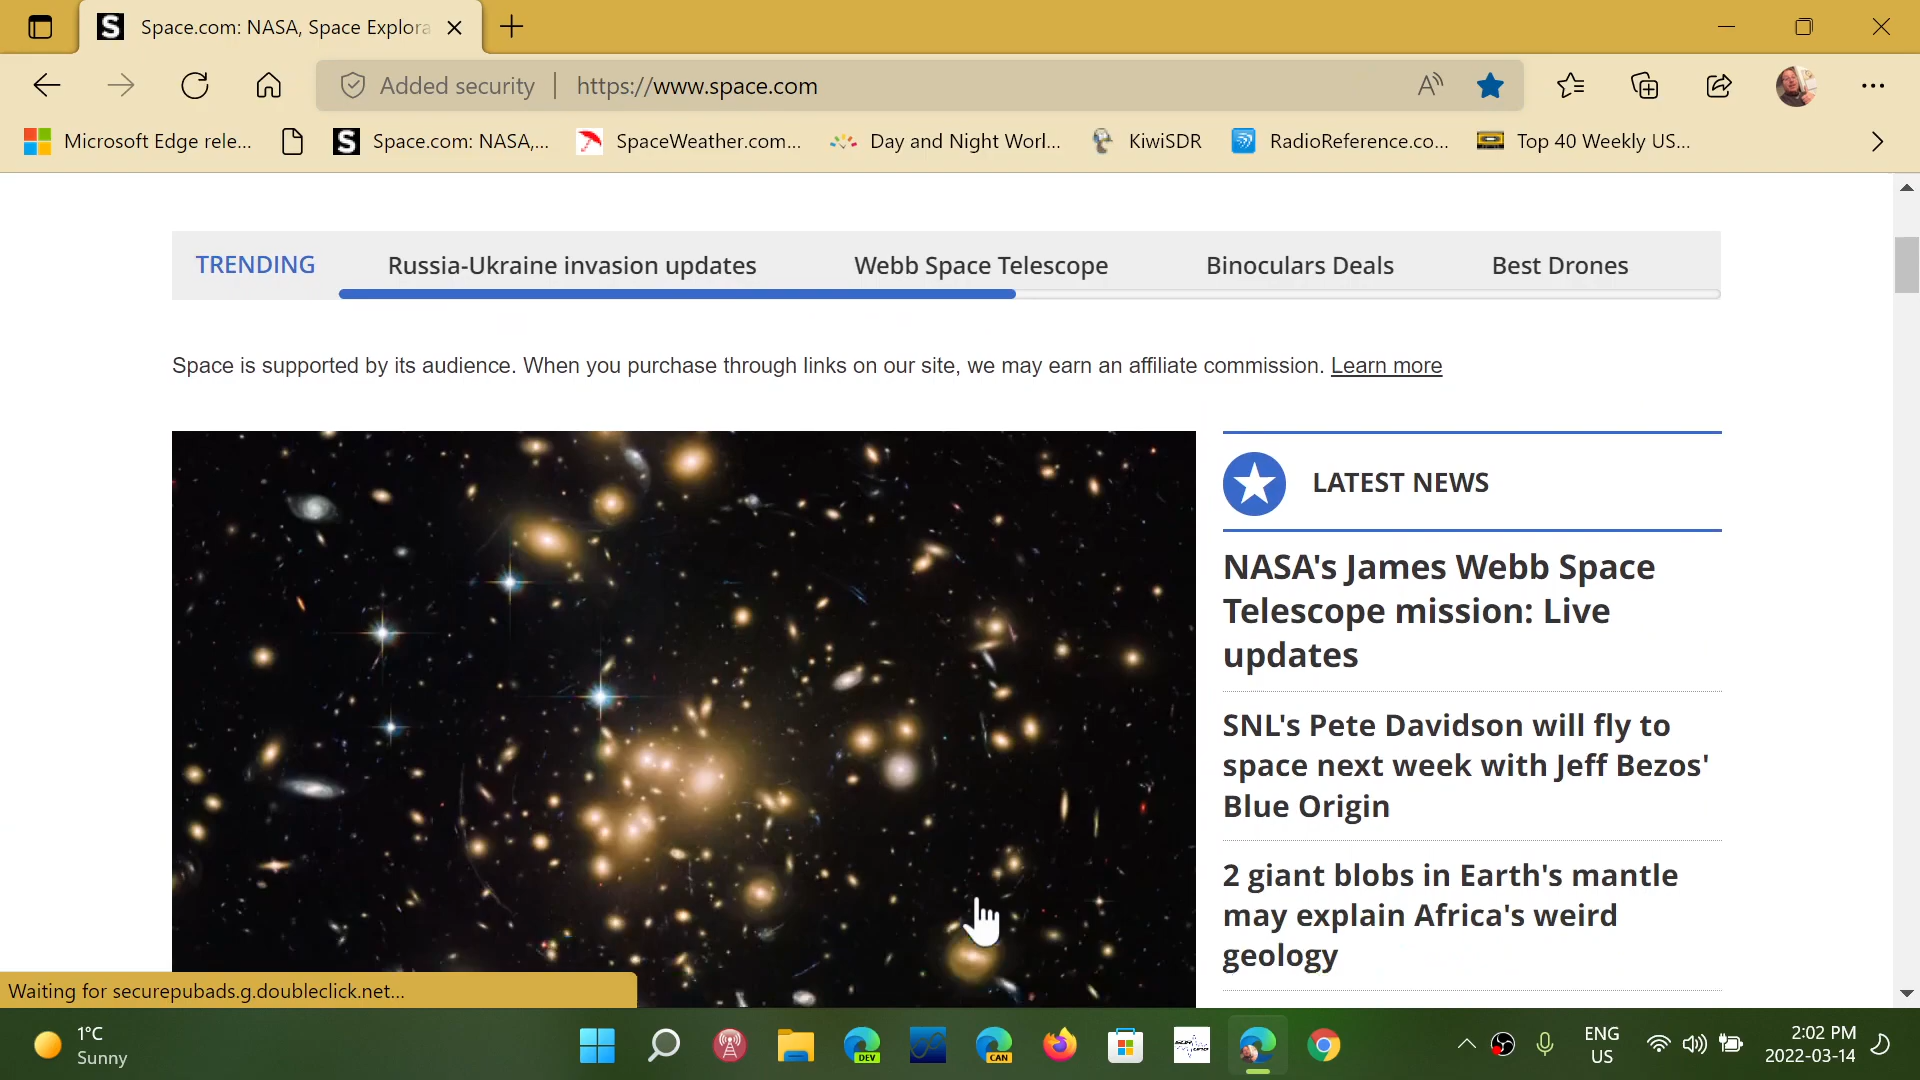 Space.com: NASA, Space Explora
Added security
https://www.space.com
Microsoft Edge rele...
Space.com: NASA,...
SpaceWeather.com...
Day and Night Worl...
KiwiSDR
RadioReference.co...
Top 40 Weekly US...
TRENDING
Russia-Ukraine invasion updates
Webb Space Telescope
Binoculars Deals
Best Drones
Space is supported by its audience. When you purchase through links on our site, we may earn an affiliate commission. Learn more
LATEST NEWS
NASA's James Webb Space
Telescope mission: Live
updates
SNL's Pete Davidson will fly to
space next week with Jeff Bezos'
Blue Origin
2 giant blobs in Earth's mantle
may explain Africa's weird
geology
Waiting for securepubads.g.doubleclick.net...
1°C
Sunny
DEV
CAN
ENG
US
2:02 PM
2022-03-14